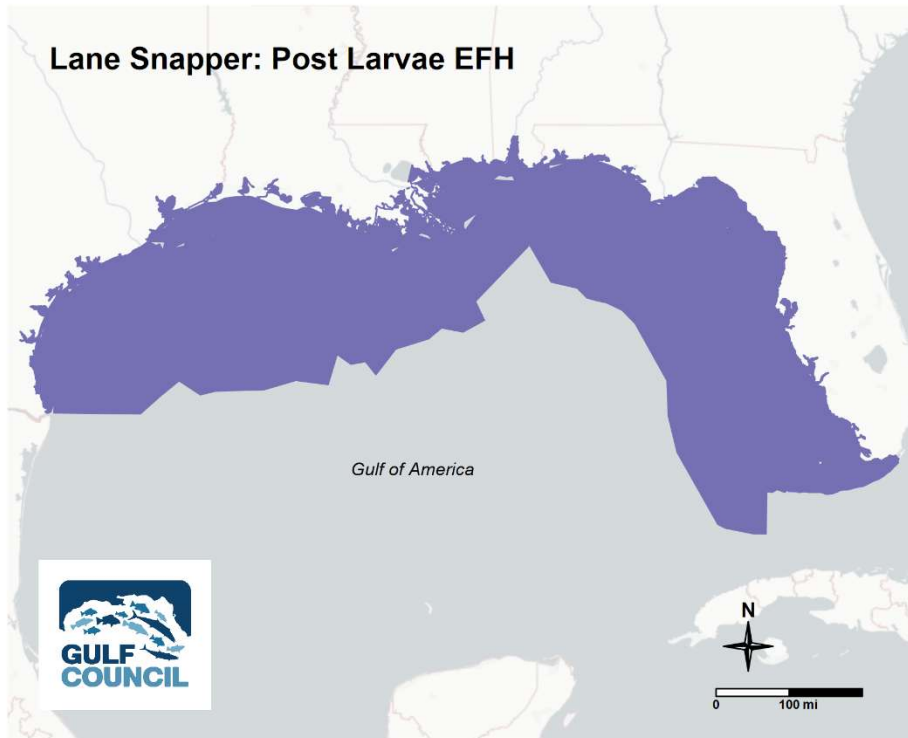 Lane Snapper: Post Larvae EFH
Gulf of America
GULF
COUNCIL
N
0 100 mi